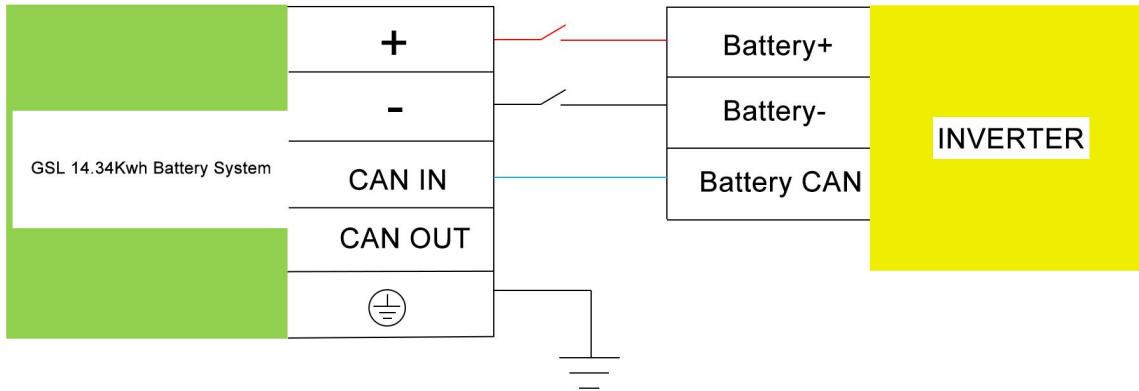 +
Battery+
-
Battery-
INVERTER
GSL 14.34Kwh Battery System
CAN IN
Battery CAN
CAN OUT